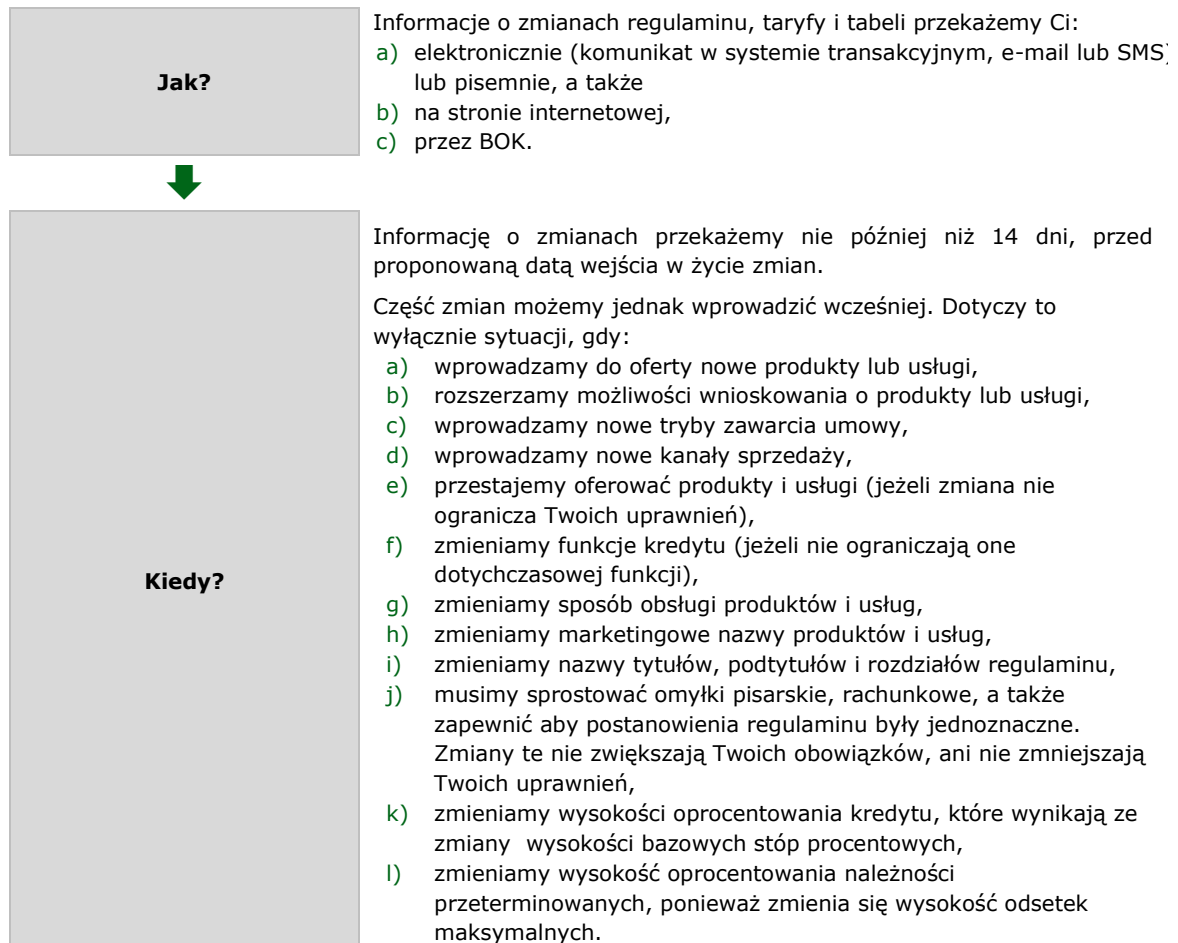 Jak?
Informacje o zmianach regulaminu, taryfy i tabeli przekażemy Ci:
a) elektronicznie (komunikat w systemie transakcyjnym, e-mail lub SMS)
lub pisemnie, a także
b) na stronie internetowej,
c) przez BOK.
Kiedy?
Informację o zmianach przekażemy nie później niż 14 dni, przed
proponowaną datą wejścia w życie zmian.
Część zmian możemy jednak wprowadzić wcześniej. Dotyczy to
wyłącznie sytuacji, gdy:
a) wprowadzamy do oferty nowe produkty lub usługi,
b) rozszerzamy możliwości wnioskowania o produkty lub usługi,
c) wprowadzamy nowe tryby zawarcia umowy,
d) wprowadzamy nowe kanały sprzedaży,
e) przestajemy oferować produkty i usługi (jeżeli zmiana nie
ogranicza Twoich uprawnień),
f) zmieniamy funkcje kredytu (jeżeli nie ograniczają one
dotychczasowej funkcji),
g) zmieniamy sposób obsługi produktów i usług,
h) zmieniamy marketingowe nazwy produktów i usług,
i) zmieniamy nazwy tytułów, podtytułów i rozdziałów regulaminu,
j) musimy sprostować omyłki pisarskie, rachunkowe, a także
zapewnić aby postanowienia regulaminu były jednoznaczne.
Zmiany te nie zwiększają Twoich obowiązków, ani nie zmniejszają
Twoich uprawnień,
k) zmieniamy wysokości oprocentowania kredytu, które wynikają ze
zmiany wysokości bazowych stóp procentowych,
l) zmieniamy wysokość oprocentowania należności
przeterminowanych, ponieważ zmienia się wysokość odsetek
maksymalnych.